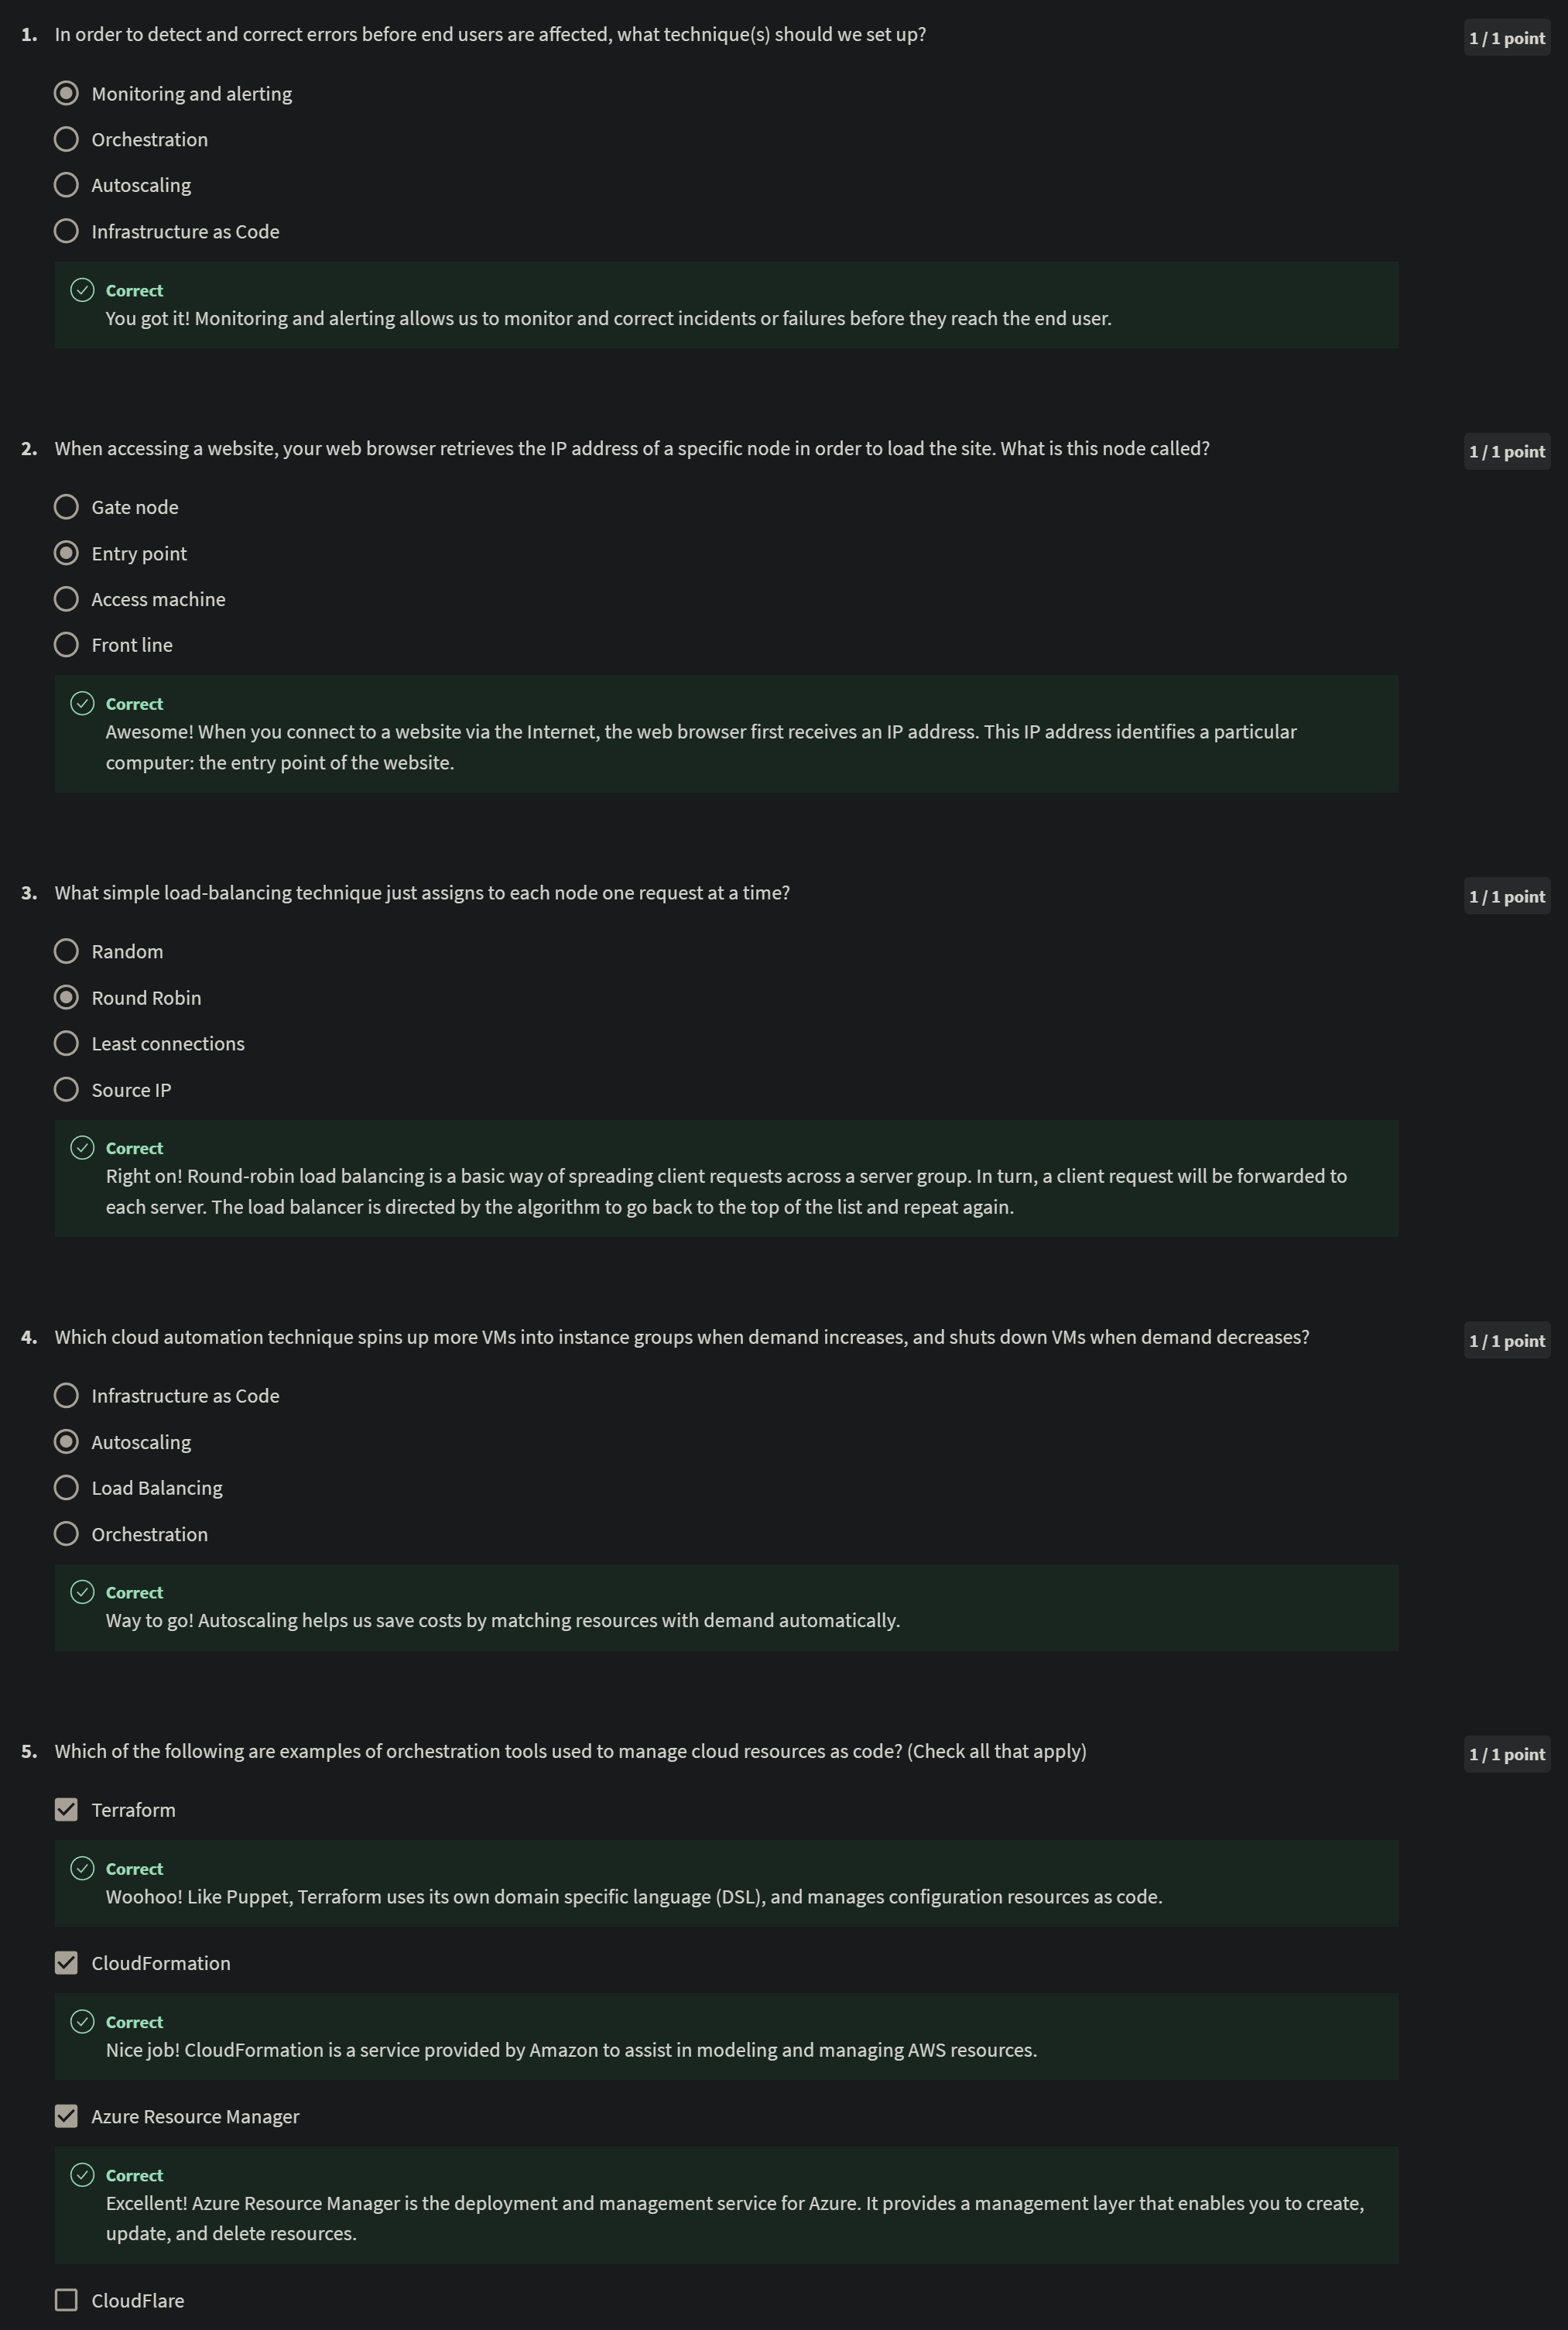 1. In order to detect and correct errors before end users are affected, what technique(s) should we set up?
1 / 1 point
Monitoring and alerting
Orchestration
Autoscaling
Infrastructure as Code
Correct
You got it! Monitoring and alerting allows us to monitor and correct incidents or failures before they reach the end user.
2. When accessing a website, your web browser retrieves the IP address of a specific node in order to load the site. What is this node called?
1 / 1 point
Gate node
Entry point
Access machine
Front line
Correct
Awesome! When you connect to a website via the Internet, the web browser first receives an IP address. This IP address identifies a particular
computer: the entry point of the website.
3. What simple load-balancing technique just assigns to each node one request at a time?
1 / 1 point
Random
Round Robin
Least connections
Source IP
Correct
Right on! Round-robin load balancing is a basic way of spreading client requests across a server group. In turn, a client request will be forwarded to
each server. The load balancer is directed by the algorithm to go back to the top of the list and repeat again.
4. Which cloud automation technique spins up more VMs into instance groups when demand increases, and shuts down VMs when demand decreases?
1 / 1 point
Infrastructure as Code
Autoscaling
Load Balancing
Orchestration
Correct
Way to go! Autoscaling helps us save costs by matching resources with demand automatically.
5. Which of the following are examples of orchestration tools used to manage cloud resources as code? (Check all that apply)
1 / 1 point
Terraform
Correct
Woohoo! Like Puppet, Terraform uses its own domain specific language (DSL), and manages configuration resources as code.
CloudFormation
Correct
Nice job! CloudFormation is a service provided by Amazon to assist in modeling and managing AWS resources.
Azure Resource Manager
Correct
Excellent! Azure Resource Manager is the deployment and management service for Azure. It provides a management layer that enables you to create,
update, and delete resources.
CloudFlare